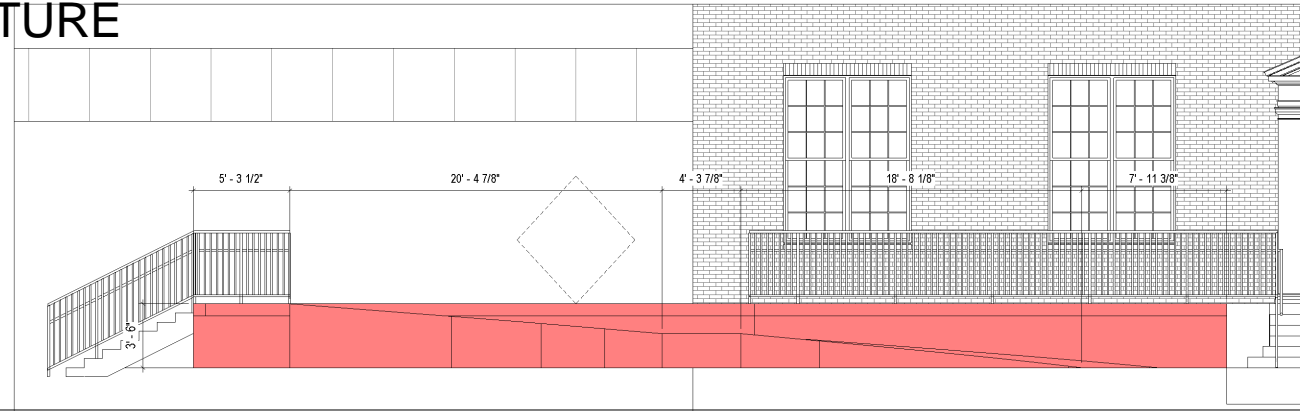 TURE
5' - 3 1/2"
20' - 4 7/8"
4' - 3 7/8"
18' - 8 1/8"
7' - 11 3/8"
3' - 6"